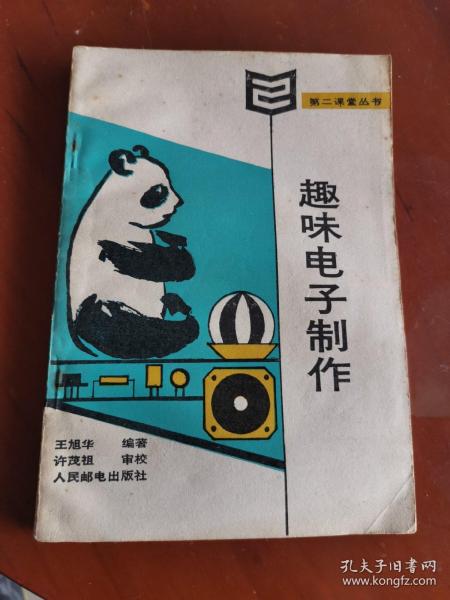 第二课堂丛书
趣味电子制作
王旭华 编著
许茂祖 审校
人民邮电出版社
孔夫子旧书网
www.kongfz.com